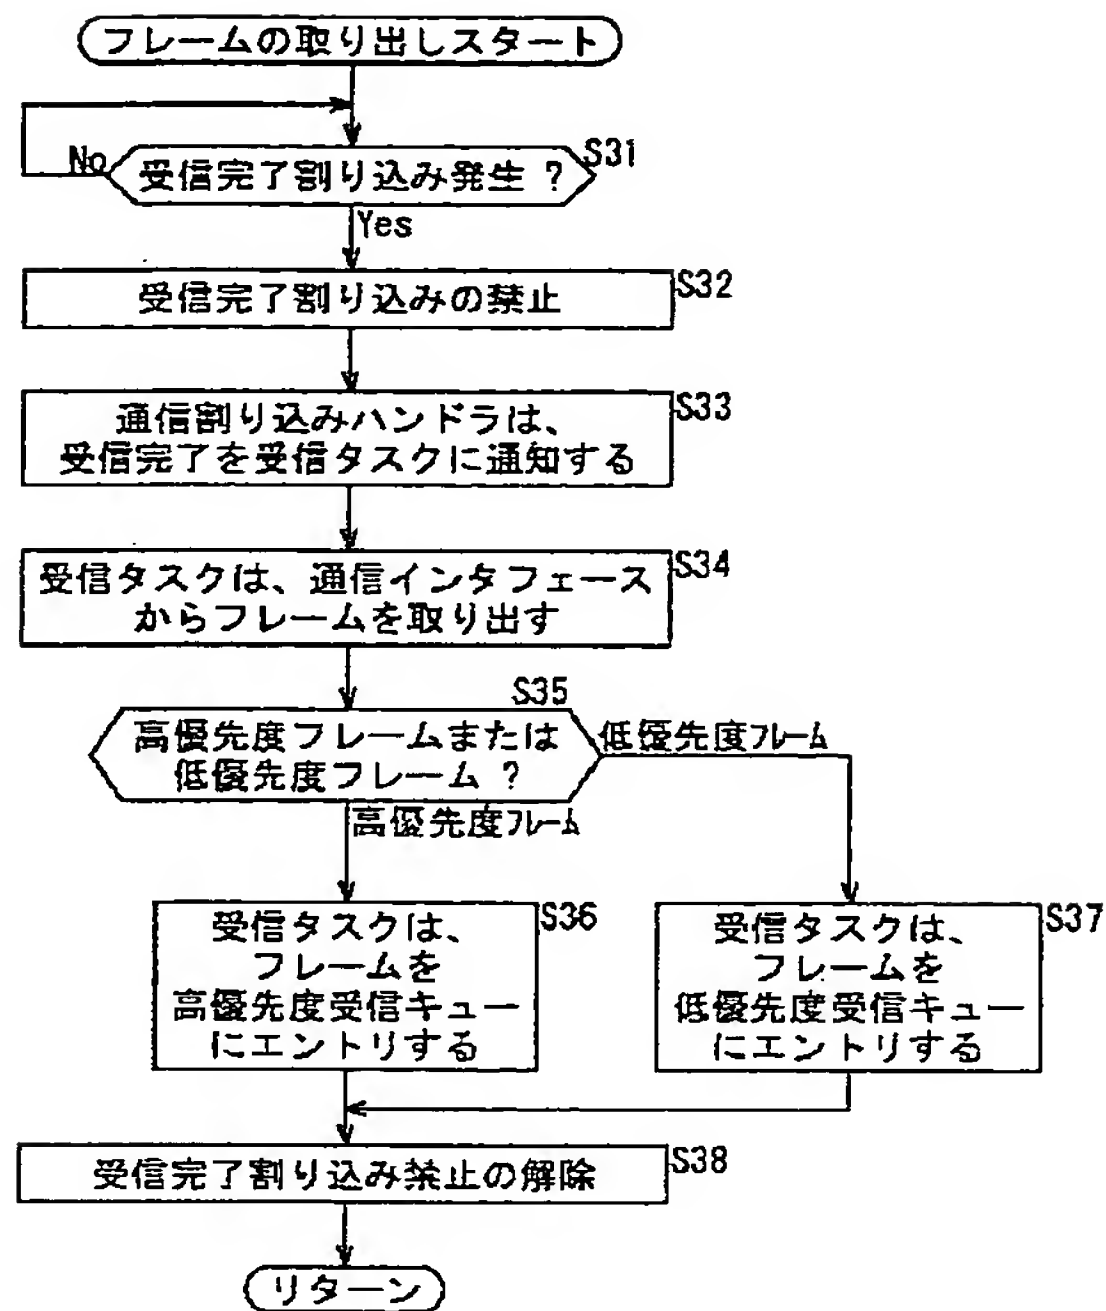 フレームの取り出しスタート
No
受信完了割り込み発生 ?
S31
Yes
受信完了割り込みの禁止
S32
通信割り込みハンドラは、
受信完了を受信タスクに通知する
S33
受信タスクは、通信インタフェース
からフレームを取り出す
S34
S35
高優先度フレームまたは
低優先度フレーム ?
低優先度フレーム
高優先度フレーム
受信タスクは、
フレームを
高優先度受信キュー
にエントリする
S36
受信タスクは、
フレームを
低優先度受信キュー
にエントリする
S37
受信完了割り込み禁止の解除
S38
リターン